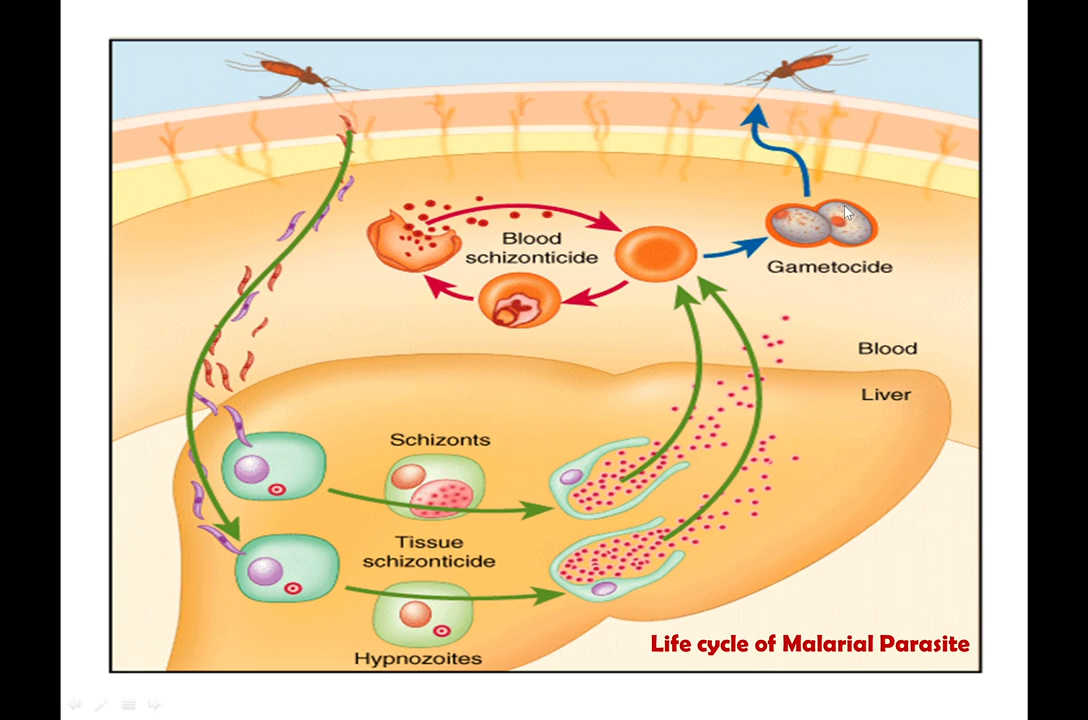 Blood
schizonticide
Gametocide
Blood
Liver
Schizonts
Tissue
schizonticide
Hypnozoites
Life cycle of Malarial Parasite